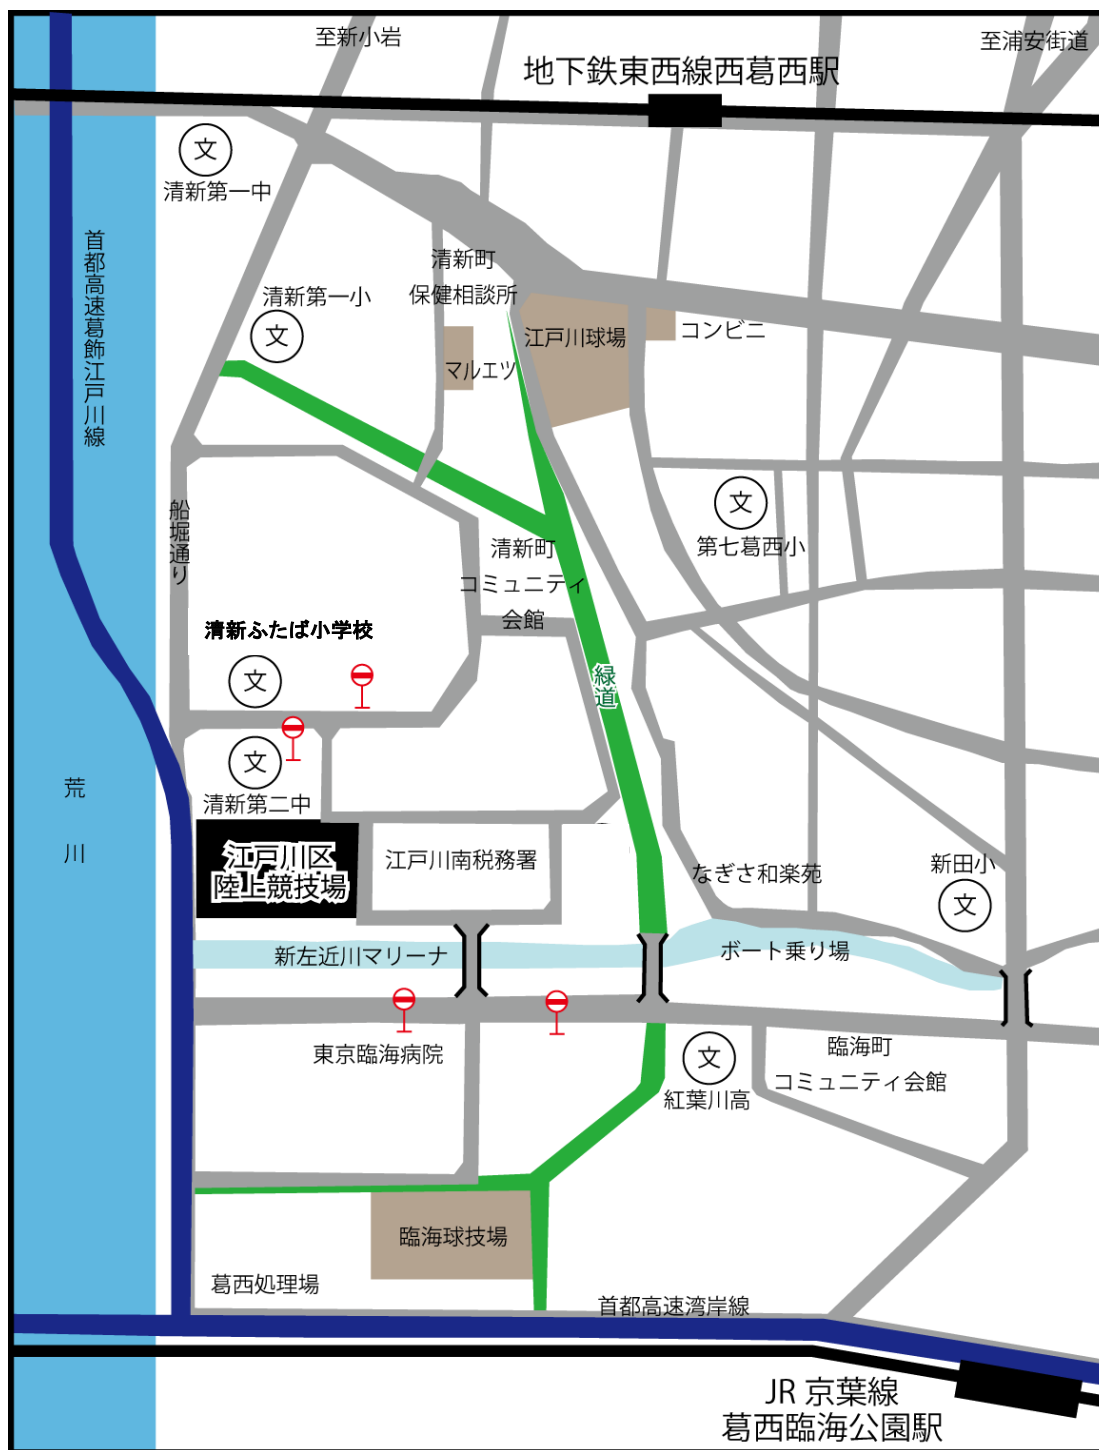 至新小岩
至浦安街道
地下鉄東西線西葛西駅
文
清新第一中
首都高速葛飾江戸川線
清新町
保健相談所
清新第一小
文
江戸川球場
コンビニ
マルエツ
文
第七葛西小
船堀通り
清新町
コミュニティ
会館
清新ふたば小学校
文
緑道
文
清新第二中
荒川
江戸川区
陸上競技場
江戸川南税務署
なぎさ和楽苑
新田小
文
新左近川マリーナ
ボート乗り場
東京臨海病院
文
紅葉川高
臨海町
コミュニティ会館
臨海球技場
葛西処理場
首都高速湾岸線
JR 京葉線
葛西臨海公園駅